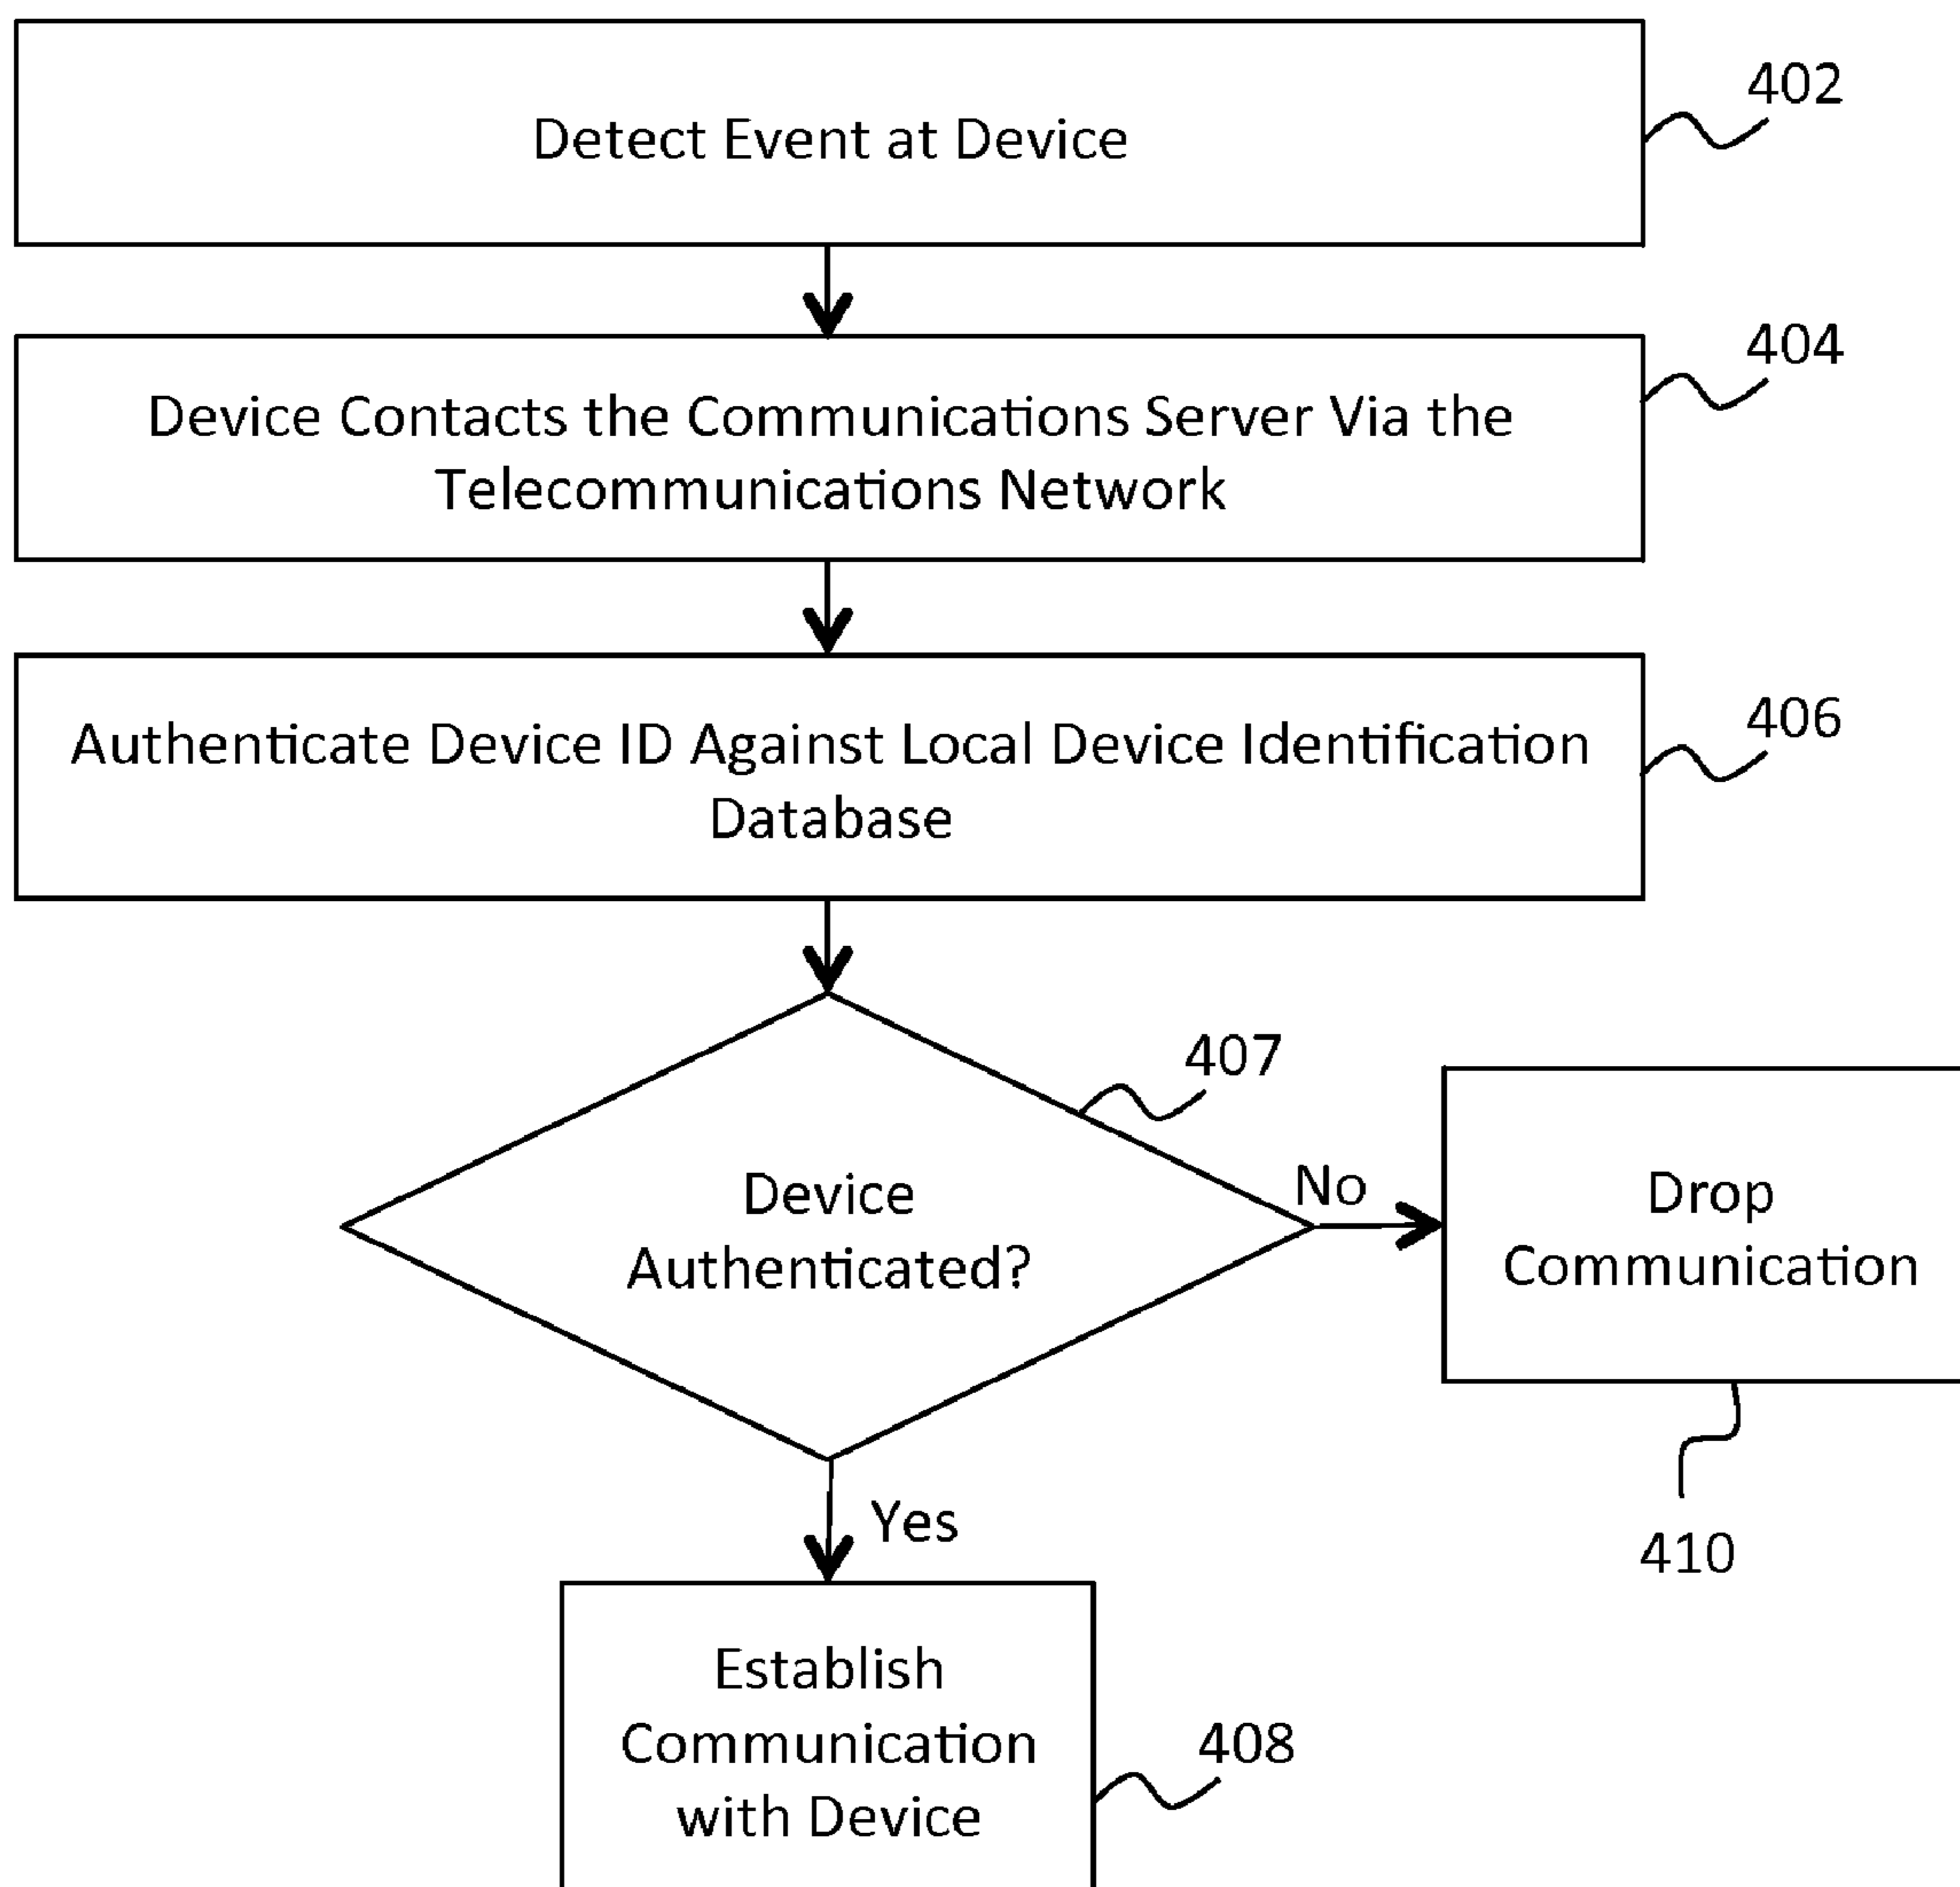 Detect Event at Device
402
Device Contacts the Communications Server Via the
Telecommunications Network
404
Authenticate Device ID Against Local Device Identification
Database
406
Device
Authenticated?
407
No
Drop
Communication
410
Yes
Establish
Communication
with Device
408